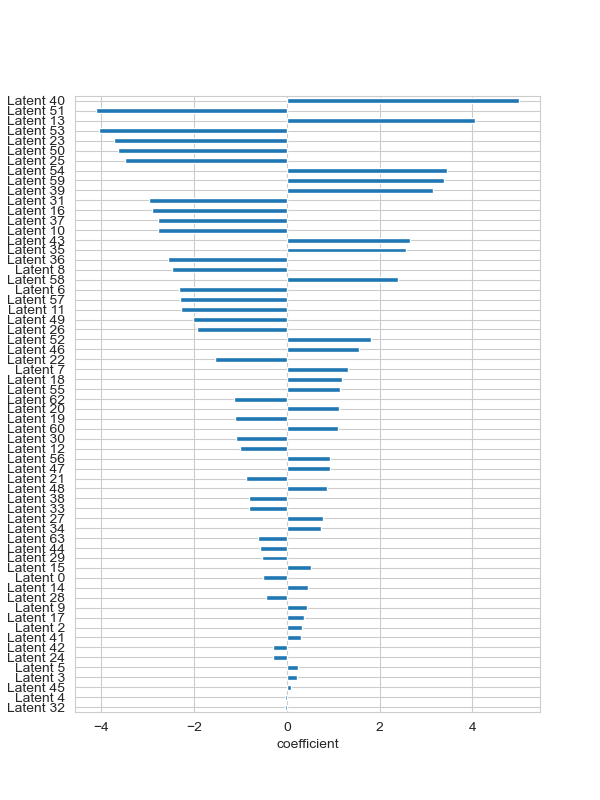 Latent 40
Latent 51
Latent 13
Latent 53
Latent 23
Latent 50
Latent 25
Latent 54
Latent 59
Latent 39
Latent 31
Latent 16
Latent 37
Latent 10
Latent 43
Latent 35
Latent 36
Latent 8
Latent 58
Latent 6
Latent 57
Latent 11
Latent 49
Latent 26
Latent 52
Latent 46
Latent 22
Latent 7
Latent 18
Latent 55
Latent 62
Latent 20
Latent 19
Latent 60
Latent 30
Latent 12
Latent 56
Latent 47
Latent 21
Latent 48
Latent 38
Latent 33
Latent 27
Latent 34
Latent 63
Latent 44
Latent 29
Latent 15
Latent 0
Latent 14
Latent 28
Latent 9
Latent 17
Latent 2
Latent 41
Latent 42
Latent 24
Latent 5
Latent 3
Latent 45
Latent 4
Latent 32
−4 −2 0 2 4
coefficient